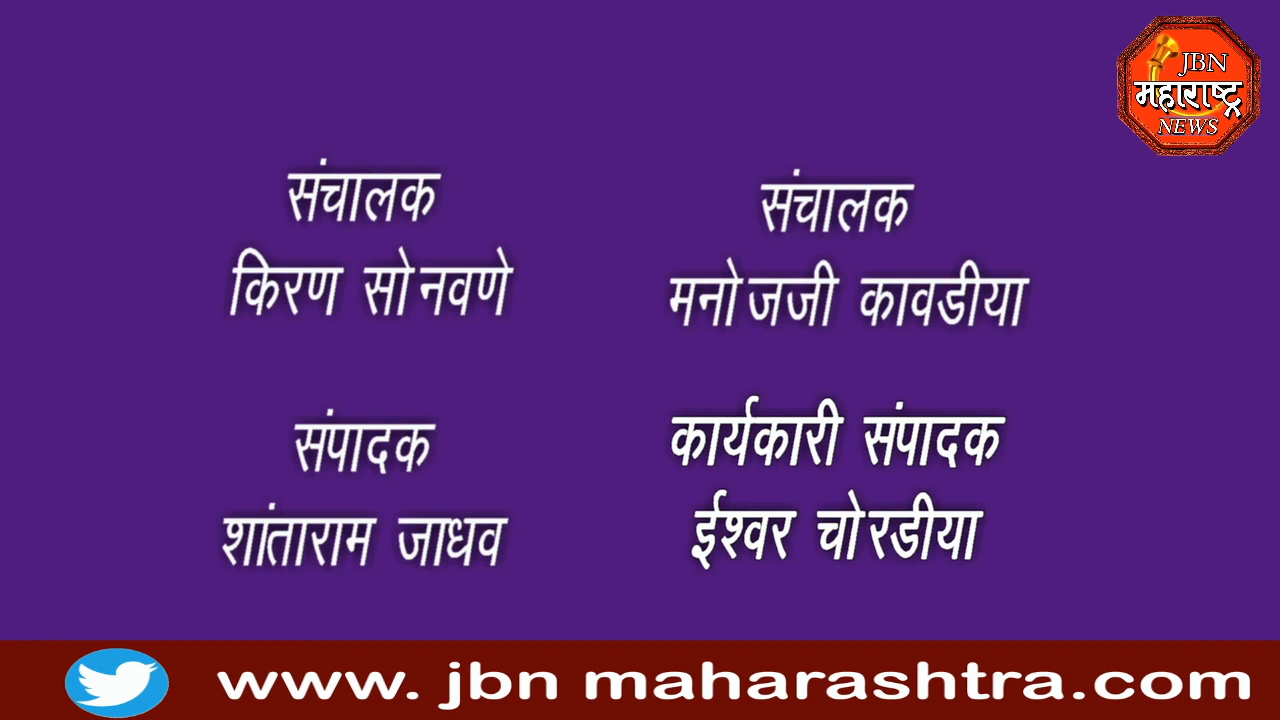 JBN
महाराष्ट्र
NEWS
संचालक
किरण सोनवणे
संचालक
मनोजजी कावडीया
संपादक
शांताराम जाधव
कार्यकारी संपादक
ईश्वर चोरडीया
www. jbn maharashtra.com